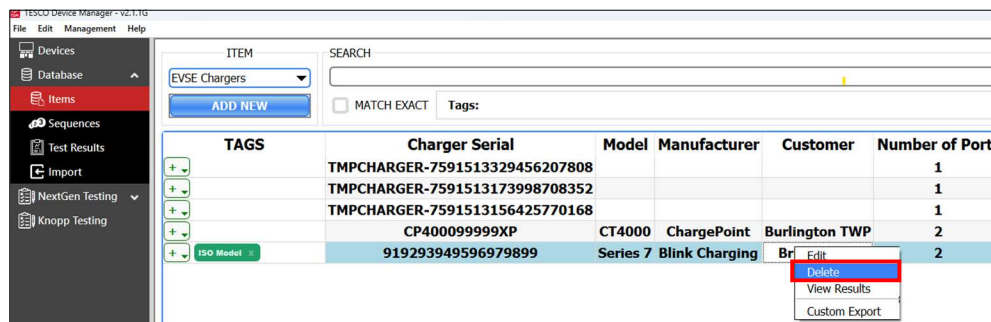 TESCO Device Manager - v2.1.1G
File Edit Management Help
Devices
Database
Items
Sequences
Test Results
Import
NextGen Testing
Knopp Testing
ITEM
EVSE Chargers
ADD NEW
SEARCH
MATCH EXACT Tags:
TAGS Charger Serial Model Manufacturer Customer Number of Port
+ TMPCHARGER-7591513329456207808 1
+ TMPCHARGER-7591513173998708352 1
+ TMPCHARGER-7591513156425770168 1
+ CP400099999XP CT4000 ChargePoint Burlington TWP 2
+ ISO Model x 919293949596979899 Series 7 Blink Charging Br 2
Edit
Delete
View Results
Custom Export